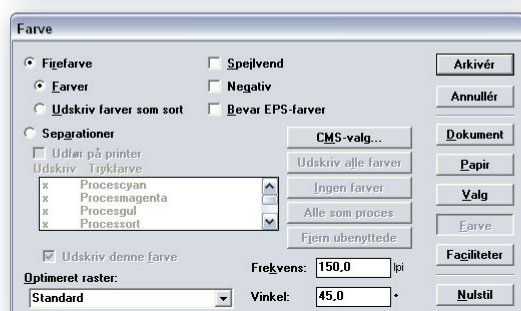 Farve
Firefarve
Spejlvend
Arkivér
Farver
Negativ
Annullér
Udskriv farver som sort
Bevar EPS-farver
Separationer
CMS-valg...
Dokument
Udfør på printer
Udskriv alle farver
Papir
Udskriv Trykfarve
x Procescyan
Ingen farver
Valg
x Procesmagenta
x Procesgul
Alle som proces
Farve
x Processort
Fjern ubenyttede
Udskriv denne farve
Faciliteter
Optimeret raster:
Frekvens: 150,0 lpi
Standard
Vinkel: 45,0 °
Nulstil